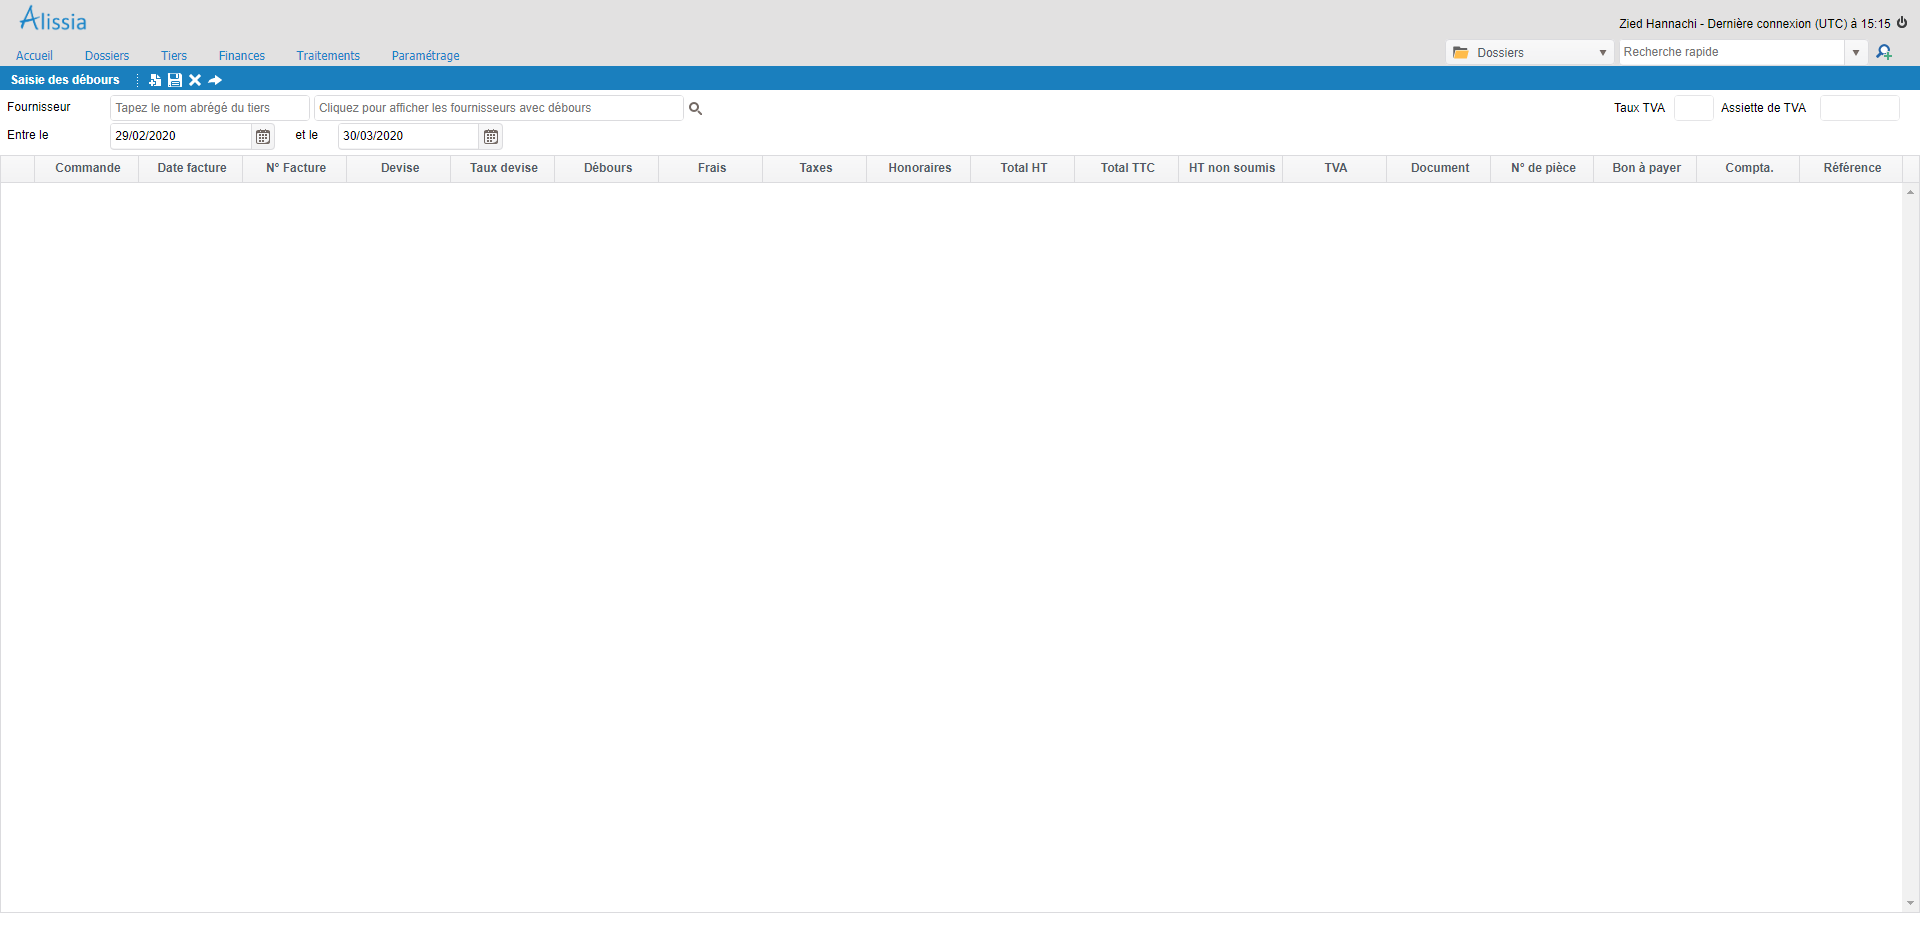 Alissia
Zied Hannachi - Dernière connexion (UTC) à 15:15
Accueil Dossiers Tiers Finances Traitements Paramétrage
Dossiers Recherche rapide
Saisie des débours
Fournisseur Tapez le nom abrégé du tiers Cliquez pour afficher les fournisseurs avec débours Taux TVA Assiette de TVA
Entre le 29/02/2020 et le 30/03/2020
Commande Date facture N° Facture Devise Taux devise Débours Frais Taxes Honoraires Total HT Total TTC HT non soumis TVA Document N° de pièce Bon à payer Compta. Référence